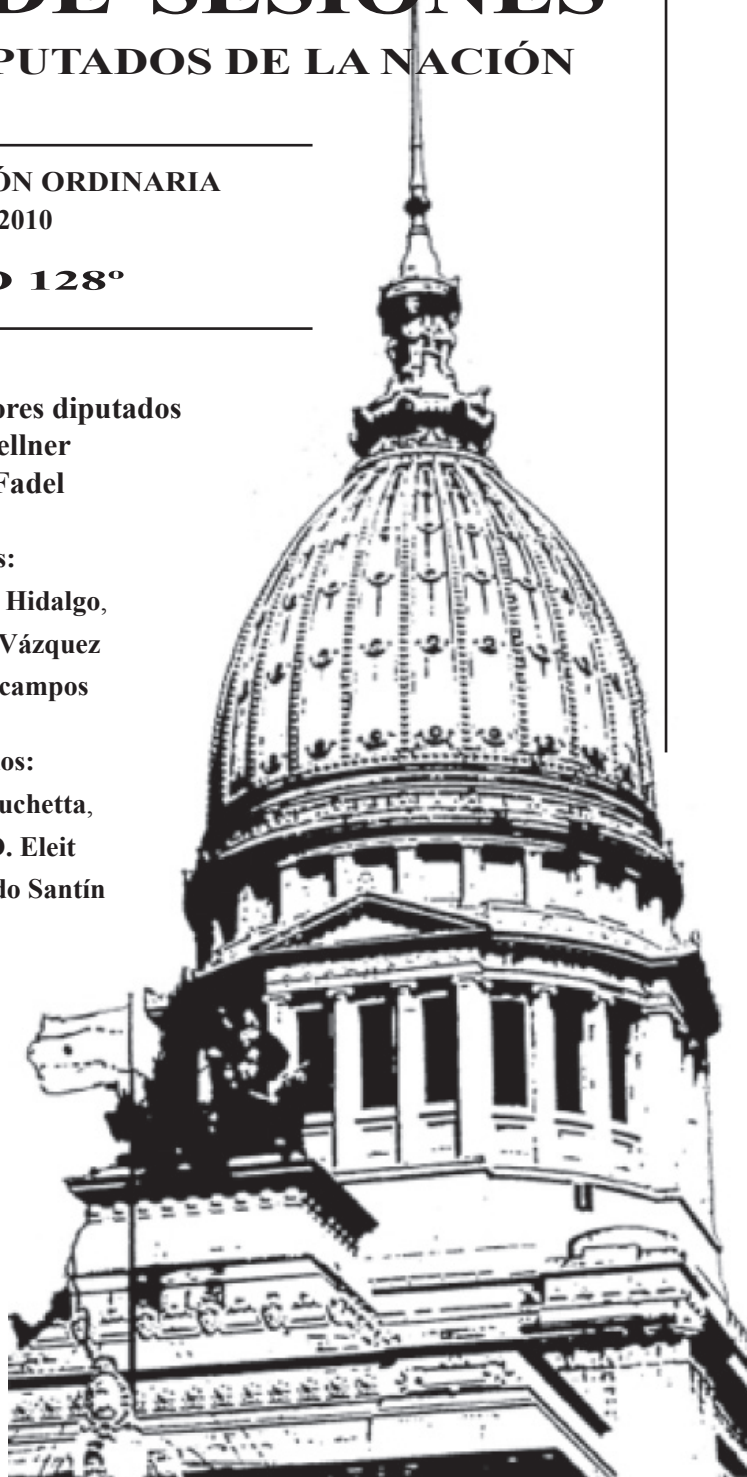 DE SESIONES
PUTADOS DE LA NACIÓN
ÓN ORDINARIA
2010
O 128º
ores diputados
ellner
Fadel
s:
Hidalgo,
Vázquez
campos
os:
uchetta,
D. Eleit
do Santín